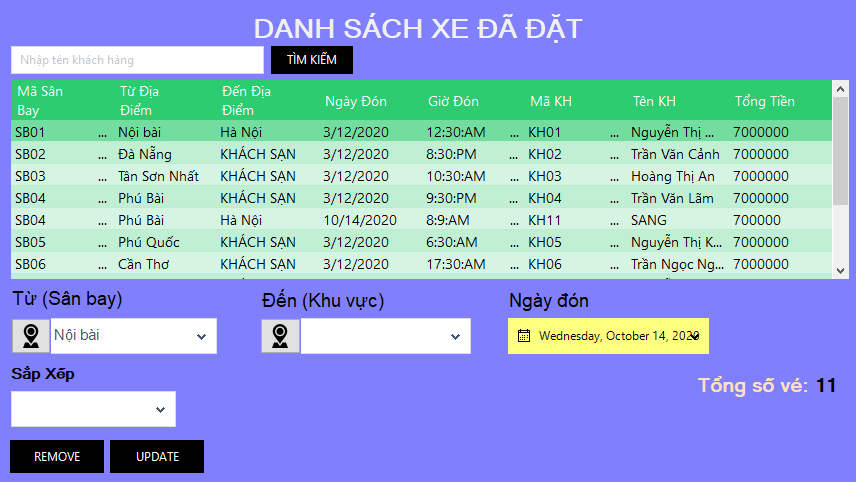 DANH SÁCH XE ĐÃ ĐẶT
Nhập tên khách hàng TÌM KIẾM
Mã Sân Bay Từ Địa Điểm Đến Địa Điểm Ngày Đón Giờ Đón Mã KH Tên KH Tổng Tiền
SB01 ... Nội bài Hà Nội 3/12/2020 12:30:AM ... KH01 ... Nguyễn Thị ... 7000000
SB02 ... Đà Nẵng KHÁCH SẠN 3/12/2020 8:30:PM ... KH02 ... Trần Văn Cảnh 7000000
SB03 ... Tân Sơn Nhất KHÁCH SẠN 3/12/2020 10:30:AM ... KH03 ... Hoàng Thị An 7000000
SB04 ... Phú Bài KHÁCH SẠN 3/12/2020 9:30:PM ... KH04 ... Trần Văn Lãm 7000000
SB04 ... Phú Bài Hà Nội 10/14/2020 8:9:AM ... KH11 ... SANG 700000
SB05 ... Phú Quốc KHÁCH SẠN 3/12/2020 6:30:AM ... KH05 ... Nguyễn Thị K... 7000000
SB06 ... Cần Thơ KHÁCH SẠN 3/12/2020 17:30:AM ... KH06 ... Trần Ngọc Ng... 7000000
Từ (Sân bay) Đến (Khu vực) Ngày đón
Nội bài Wednesday, October 14, 2020
Sắp Xếp
Tổng số vé: 11
REMOVE UPDATE